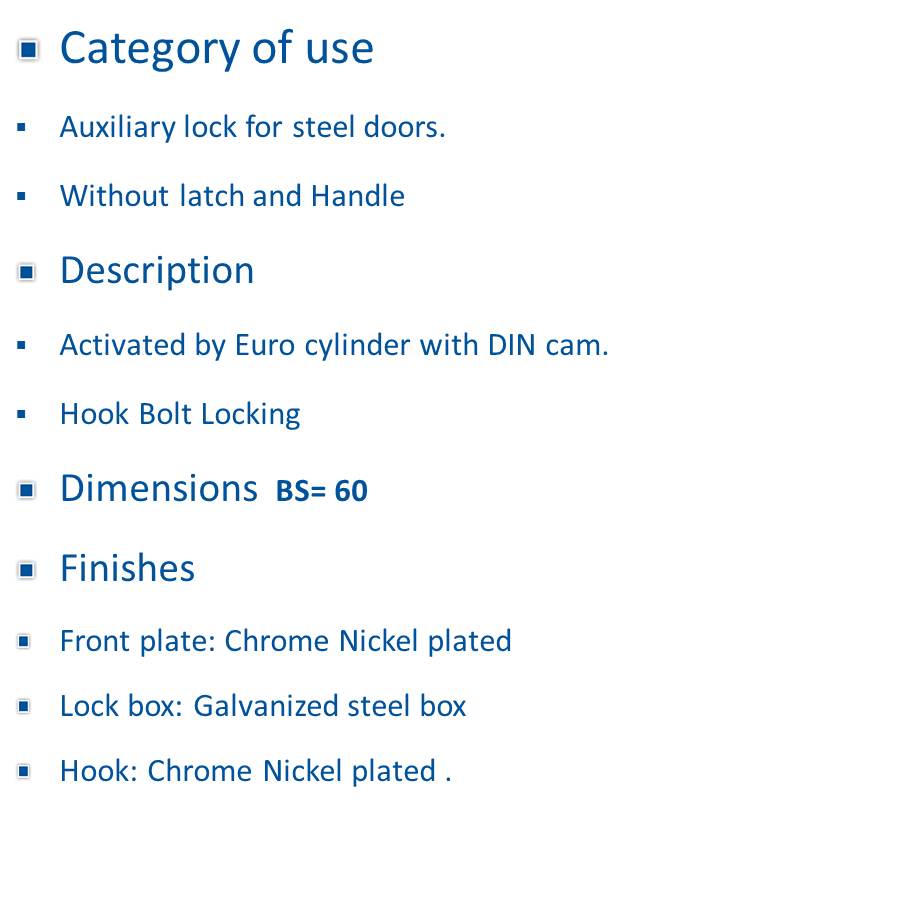 Category of use
Auxiliary lock for steel doors.
Without latch and Handle
Description
Activated by Euro cylinder with DIN cam.
Hook Bolt Locking
Dimensions BS= 60
Finishes
Front plate: Chrome Nickel plated
Lock box: Galvanized steel box
Hook: Chrome Nickel plated .